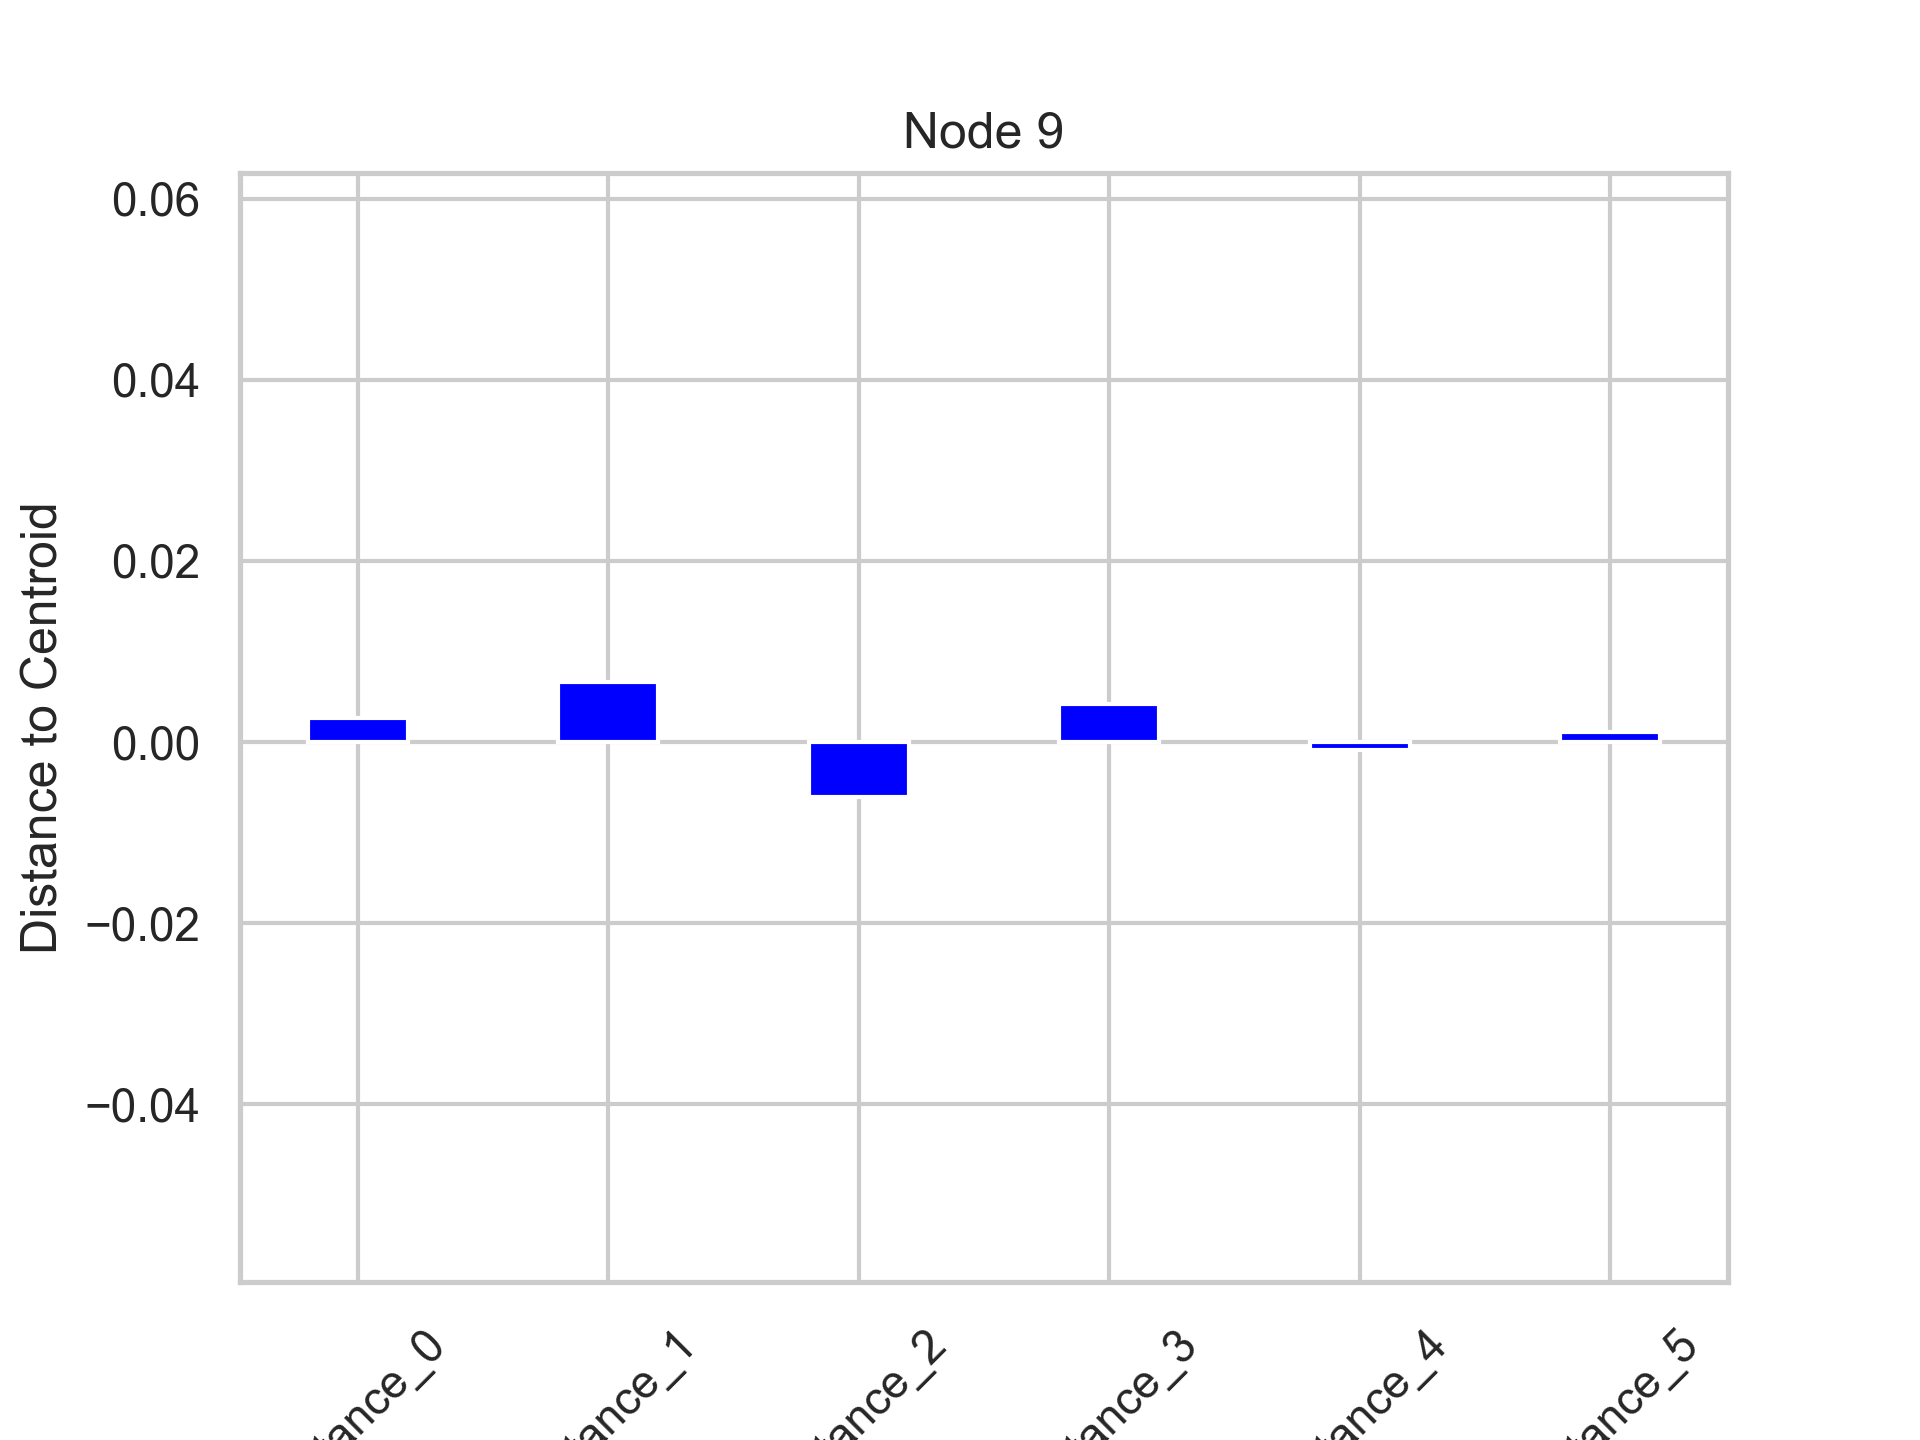 Node 9
0.06
0.04
0.02
0.00
−0.02
−0.04
Distance to Centroid
tance_0
tance_1
tance_2
tance_3
tance_4
tance_5